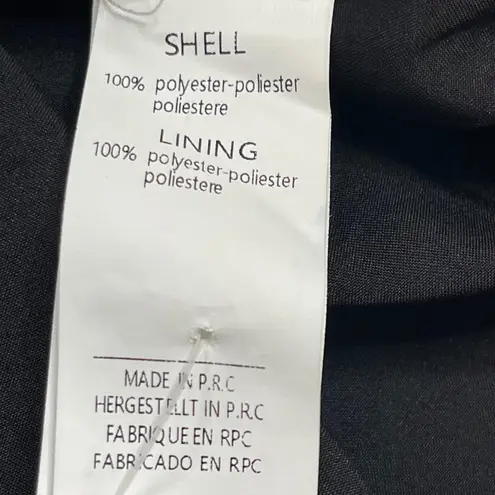 SHELL
100% polyester-poliester
poliestere
LINING
100% polyester-poliester
poliestere
MADE IN P.R.C
HERGESTELLT IN P.R.C
FABRIQUE EN RPC
FABRICADO EN RPC